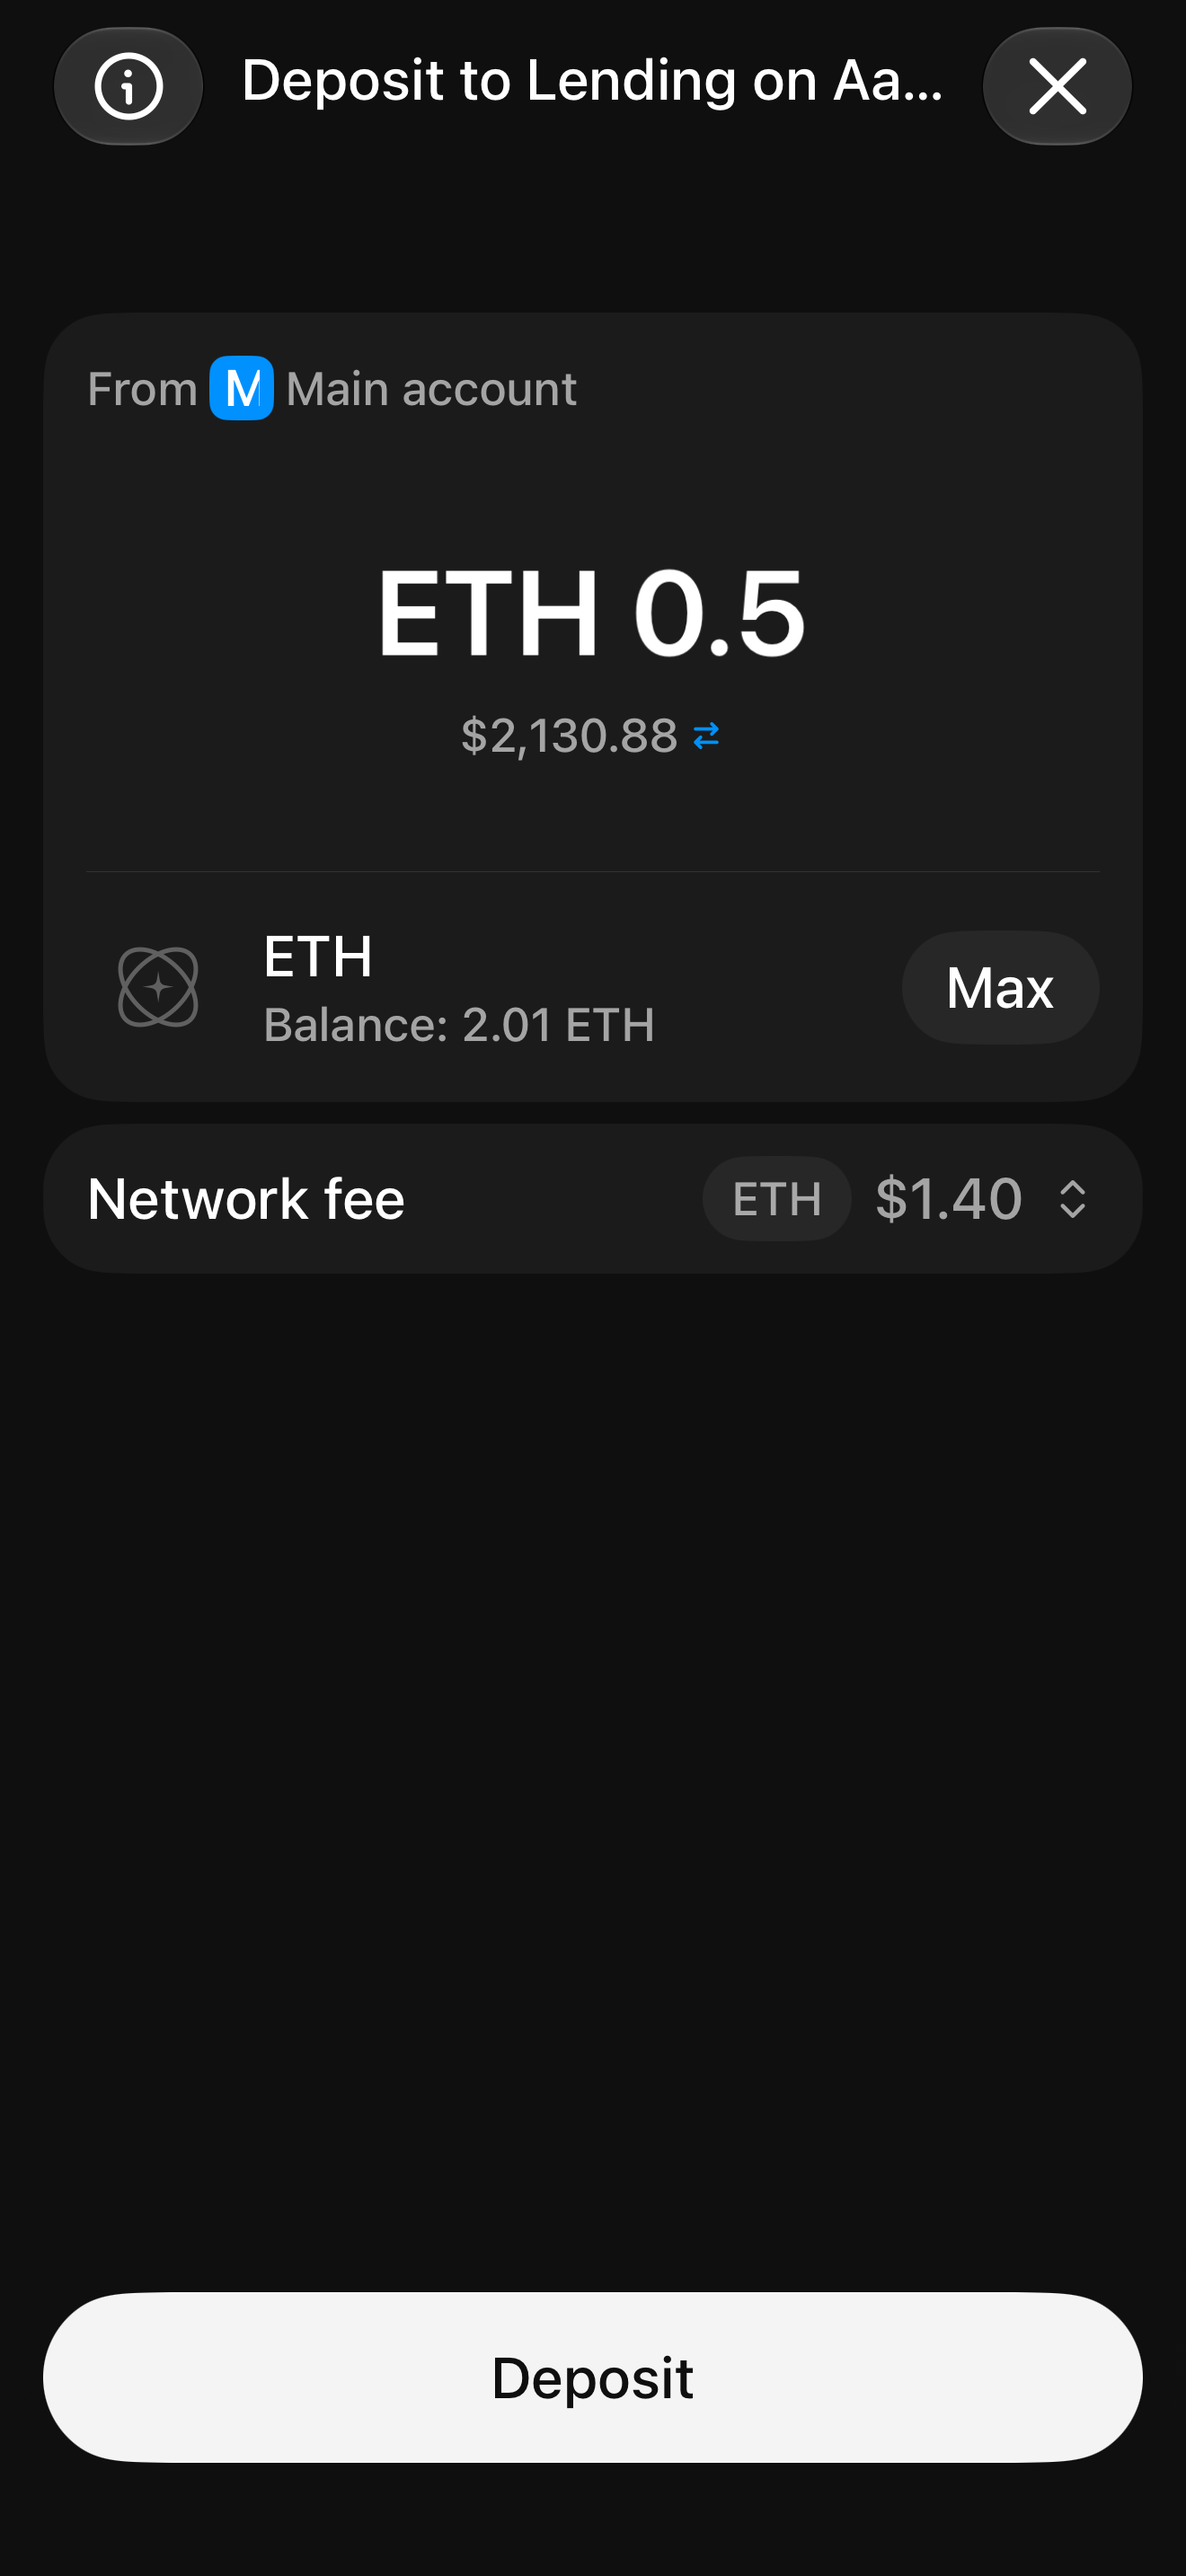 Deposit to Lending on Aa...
From M Main account
ETH 0.5
$2,130.88
ETH
Balance: 2.01 ETH
Max
Network fee ETH $1.40
Deposit